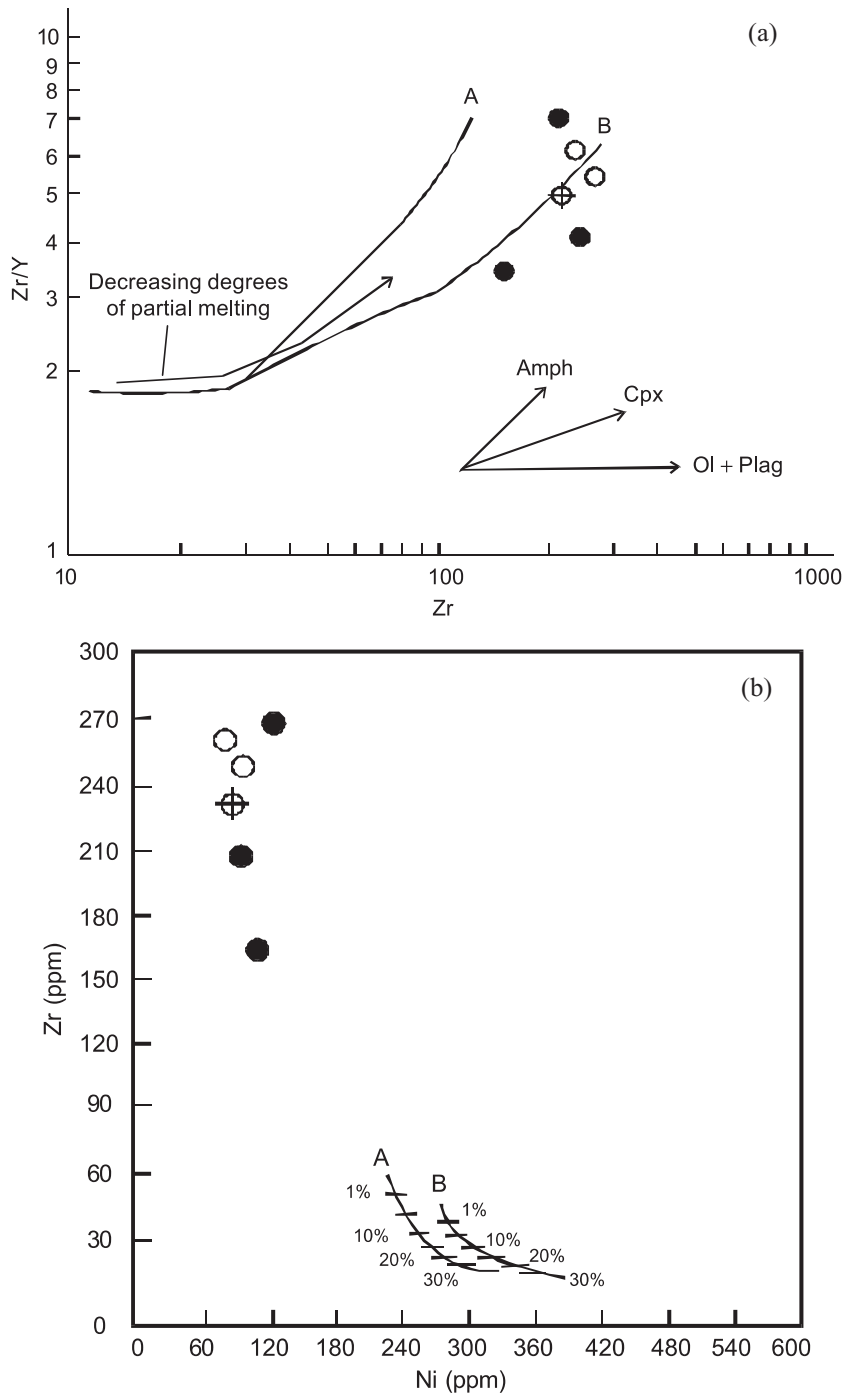 (a)
10
9
8
7
6
5
4
3
2
1
Zr/Y
A
B
Decreasing degrees
of partial melting
Amph
Cpx
Ol + Plag
10
100
1000
Zr
(b)
300
270
240
210
180
150
120
90
60
30
0
Zr (ppm)
A
B
1%
1%
10%
10%
20%
20%
30%
30%
0
60
120
180
240
300
360
420
480
540
600
Ni (ppm)